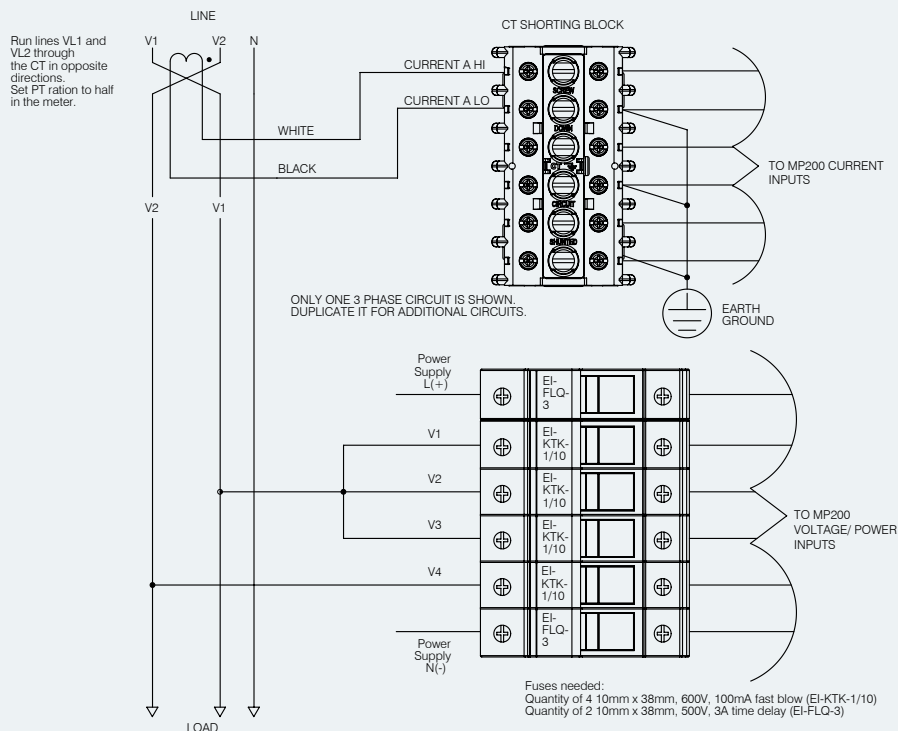 LINE
V1 V2 N
Run lines VL1 and
VL2 through
the CT in opposite
directions.
Set PT ration to half
in the meter.
CT SHORTING BLOCK
CURRENT A HI
CURRENT A LO
WHITE
BLACK
V2 V1
SCREW
DOWN
CT
CIRCUIT
SHUNTED
TO MP200 CURRENT
INPUTS
ONLY ONE 3 PHASE CIRCUIT IS SHOWN.
DUPLICATE IT FOR ADDITIONAL CIRCUITS.
EARTH
GROUND
Power
Supply
L(+)
V1
V2
V3
V4
Power
Supply
N(-)
EI-
FLQ-
3
EI-
KTK-
1/10
EI-
KTK-
1/10
EI-
KTK-
1/10
EI-
KTK-
1/10
EI-
FLQ-
3
TO MP200
VOLTAGE/ POWER
INPUTS
Fuses needed:
Quantity of 4 10mm x 38mm, 600V, 100mA fast blow (EI-KTK-1/10)
Quantity of 2 10mm x 38mm, 500V, 3A time delay (EI-FLQ-3)
LOAD